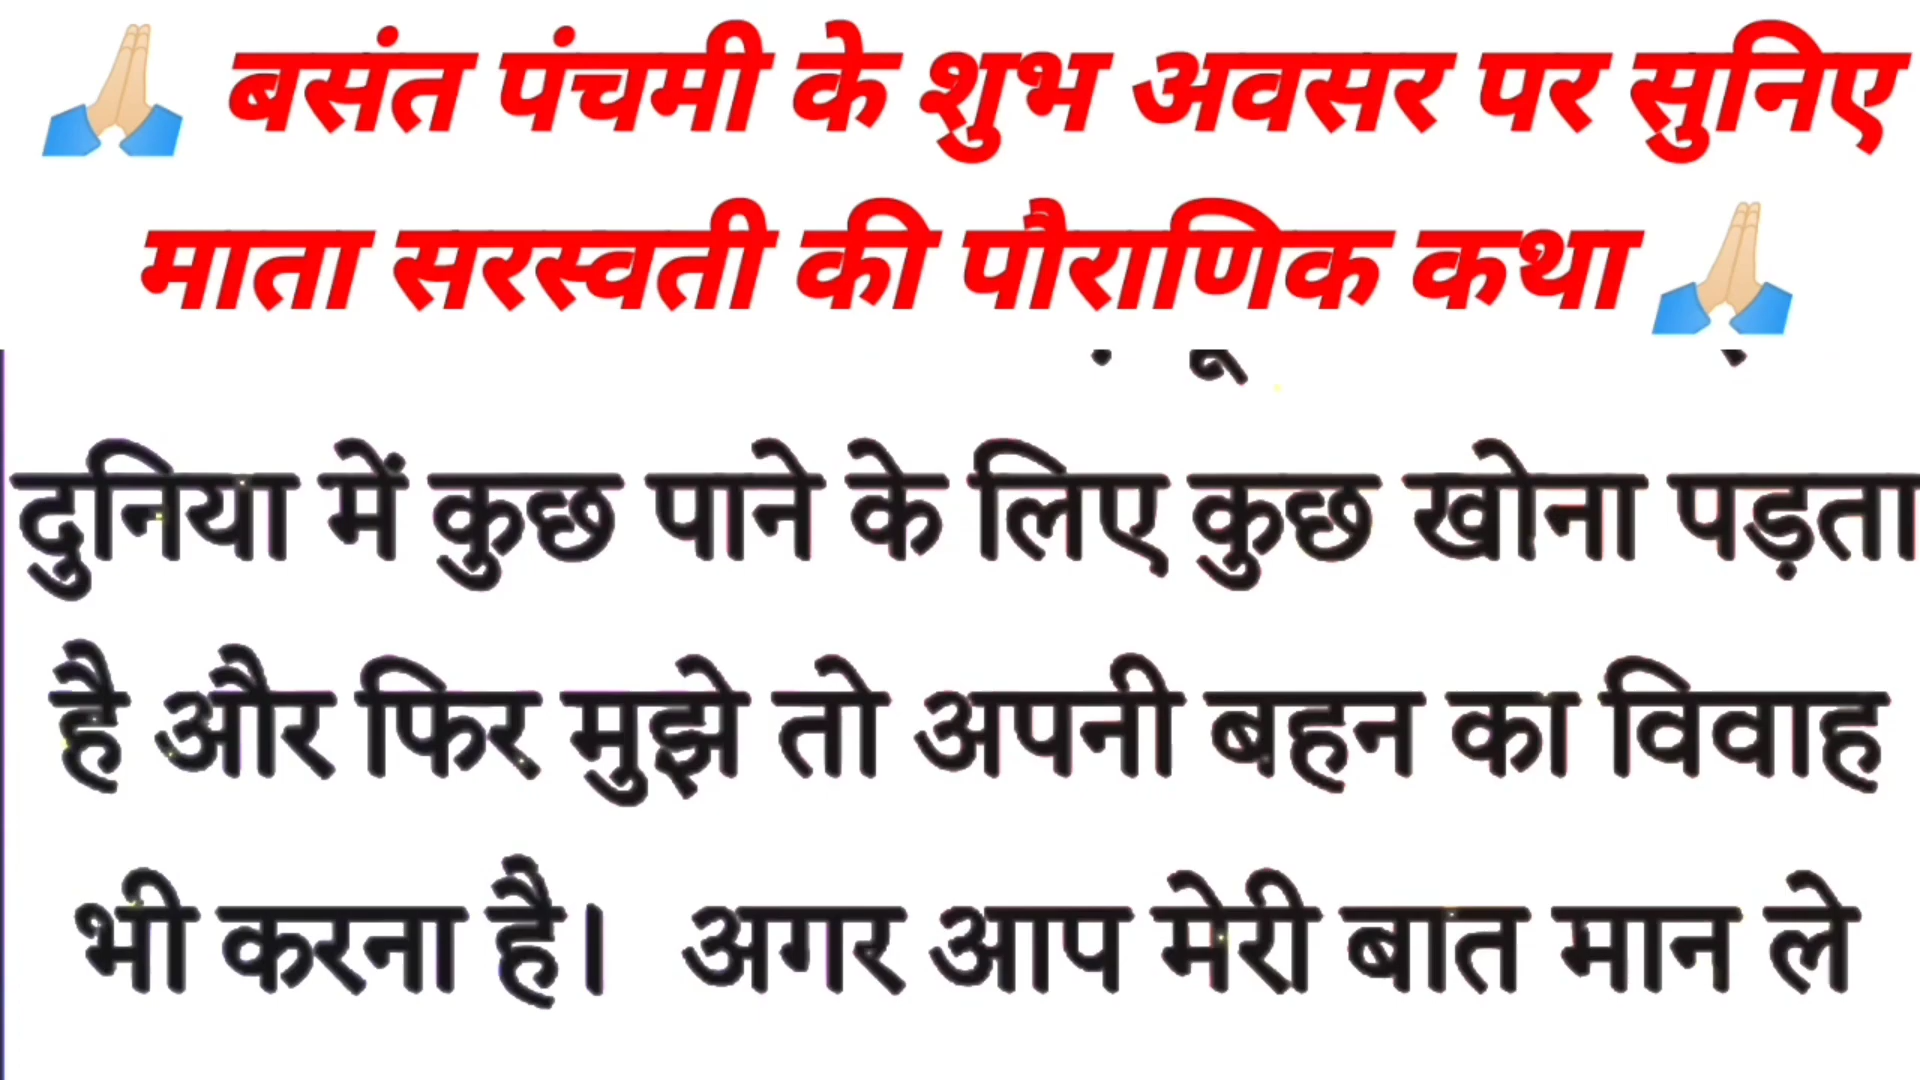 🙏🏻 बसंत पंचमी के शुभ अवसर पर सुनिए
माता सरस्वती की पौराणिक कथा 🙏🏻
दुनिया में कुछ पाने के लिए कुछ खोना पड़ता
है और फिर मुझे तो अपनी बहन का विवाह
भी करना है। अगर आप मेरी बात मान ले